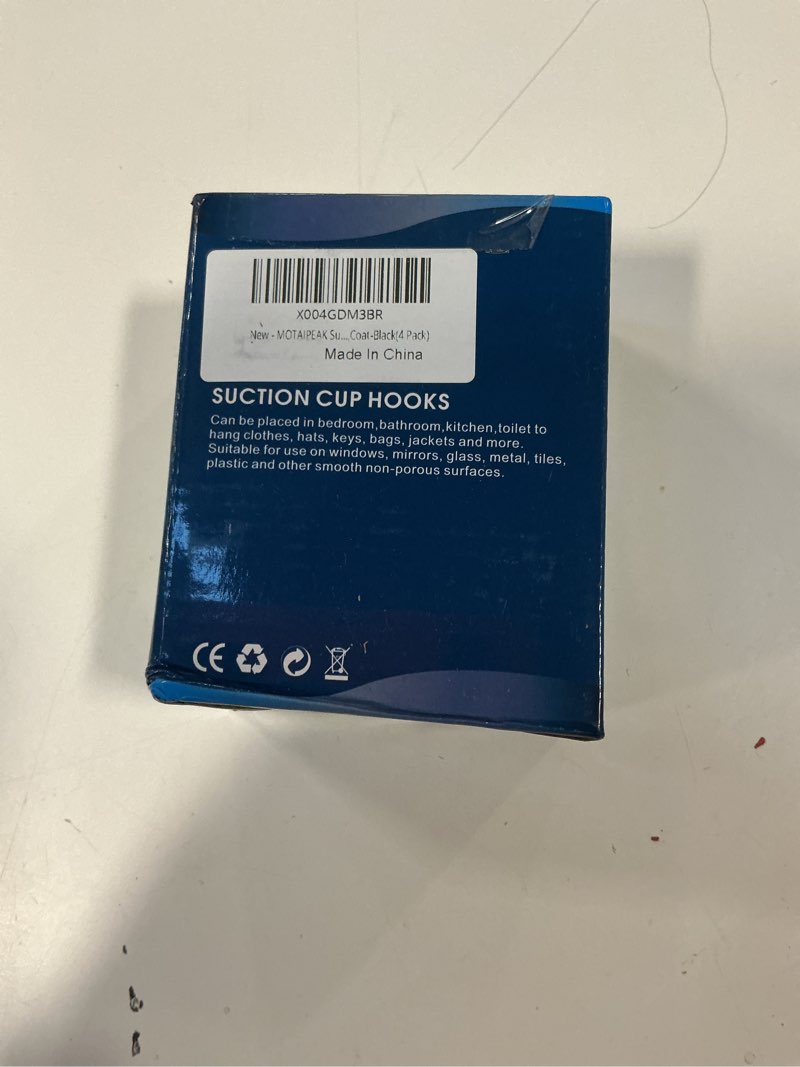 X004GDM3BR
New - MOTAIPEAK Su...,Coat-Black(4 Pack)
Made In China
SUCTION CUP HOOKS
Can be placed in bedroom,bathroom,kitchen,toilet to
hang clothes, hats, keys, bags, jackets and more.
Suitable for use on windows, mirrors, glass, metal, tiles,
plastic and other smooth non-porous surfaces.
CE